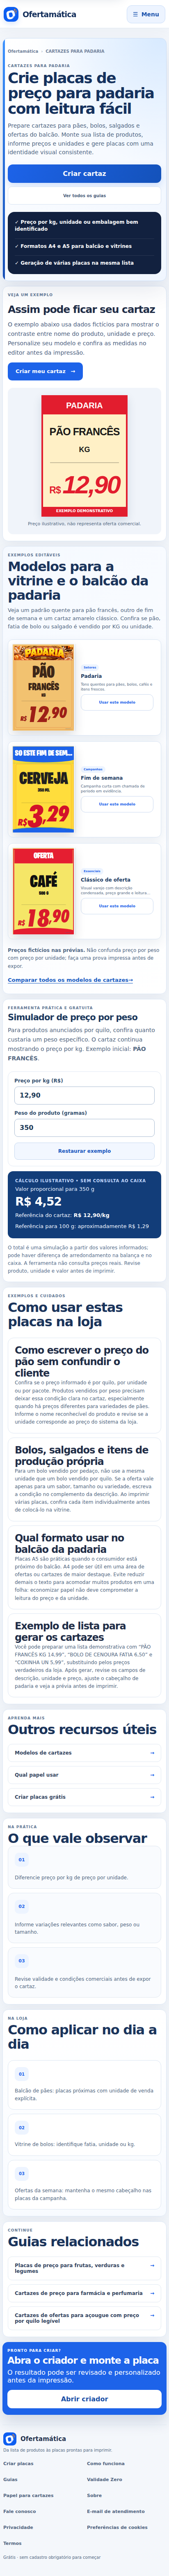 Ofertamática
☰ Menu
Ofertamática · CARTAZES PARA PADARIA
CARTAZES PARA PADARIA
Crie placas de
preço para padaria
com leitura fácil
Prepare cartazes para pães, bolos, salgados e
ofertas do balcão. Monte sua lista de produtos,
informe preços e unidades e gere placas com uma
identidade visual consistente.
Criar cartaz
Ver todos os guias
✓ Preço por kg, unidade ou embalagem bem
identificado
✓ Formatos A4 e A5 para balcão e vitrines
✓ Geração de várias placas na mesma lista
VEJA UM EXEMPLO
Assim pode ficar seu cartaz
O exemplo abaixo usa dados fictícios para mostrar o
contraste entre nome do produto, unidade e preço.
Personalize seu modelo e confira as medidas no
editor antes da impressão.
Criar meu cartaz →
PADARIA
PÃO FRANCÊS
KG
R$ 12,90
EXEMPLO DEMONSTRATIVO
Preço ilustrativo, não representa oferta comercial.
EXEMPLOS EDITÁVEIS
Modelos para a
vitrine e o balcão da
padaria
Veja um padrão quente para pão francês, outro de fim
de semana e um cartaz amarelo clássico. Confira se pão,
fatia de bolo ou salgado é vendido por KG ou unidade.
PADARIA
PÃO
FRANCÊS
KG
R$ 12,90
Padaria
Usar este modelo
SÓ ESTE FIM DE SEM...
CERVEJA
350 ML
R$ 3,29
Fim de semana
Campanha curta com chamada de
período em evidência.
Usar este modelo
OFERTA
CAFÉ
500 G
R$ 18,90
Clássico de oferta
Usar este modelo
Preços fictícios nas prévias. Não confunda preço por peso
com preço por unidade; faça uma prova impressa antes de
expor.
Comparar todos os modelos de cartazes→
FERRAMENTA PRÁTICA E GRATUITA
Simulador de preço por peso
Para produtos anunciados por quilo, confira quanto
custaria um peso específico. O cartaz continua
mostrando o preço por kg. Exemplo inicial: PÃO
FRANCÊS.
Preço por kg (R$)
12,90
Peso do produto (gramas)
350
Restaurar exemplo
CÁLCULO ILUSTRATIVO • SEM CONSULTA AO CAIXA
Valor proporcional para 350 g
R$ 4,52
Referência do cartaz: R$ 12,90/kg
Referência para 100 g: aproximadamente R$ 1,29
O total é uma simulação a partir dos valores informados;
pode haver diferença de arredondamento na balança e no
caixa. A ferramenta não consulta preços reais. Revise
produto, unidade e valor antes de imprimir.
EXEMPLOS E CUIDADOS
Como usar estas
placas na loja
Como escrever o preço do
pão sem confundir o
cliente
Confira se o preço informado é por quilo, por unidade
ou por pacote. Produtos vendidos por peso precisam
deixar essa condição clara no cartaz, especialmente
quando há preços diferentes para variedades do pão.
Informe o nome reconhecível do produto e revise se a
unidade corresponde ao preço do sistema da loja.
Bolos, salgados e itens de
produção própria
Para um bolo vendido por pedaço, não use a mesma
unidade que um bolo vendido por quilo. Se a oferta vale
apenas para um sabor, tamanho ou variedade, escreva
a condição no complemento da descrição. Ao imprimir
várias placas, confira cada item individualmente antes
de colocá-la na vitrine.
Qual formato usar no
balcão da padaria
Placas A5 são práticas quando o consumidor está
próximo do balcão. A4 pode ser útil em uma área de
ofertas ou cartazes de maior destaque. Evite reduzir
demais o texto para acomodar muitos produtos em uma
folha: economizar papel não deve comprometer a
leitura do preço e da unidade.
Exemplo de lista para
gerar os cartazes
Você pode preparar uma lista demonstrativa com “PÃO
FRANCÊS KG 14,99”, “BOLO DE CENOURA FATIA 6,50” e
“COXINHA UN 5,99”, substituindo pelos preços
verdadeiros da loja. Após gerar, revise os campos de
descrição, unidade e preço, ajuste o cabeçalho de
padaria e veja a prévia antes de imprimir.
APRENDA MAIS
Outros recursos úteis
Modelos de cartazes →
Qual papel usar →
Criar placas grátis →
NA PRÁTICA
O que vale observar
01
Diferencie preço por kg de preço por unidade.
02
Informe variações relevantes como sabor, peso ou
tamanho.
03
Revise validade e condições comerciais antes de expor
o cartaz.
NA LOJA
Como aplicar no dia a
dia
01
Balcão de pães: placas próximas com unidade de venda
explícita.
02
Vitrine de bolos: identifique fatia, unidade ou kg.
03
Ofertas da semana: mantenha o mesmo cabeçalho nas
placas da campanha.
CONTINUE
Guias relacionados
Placas de preço para frutas, verduras e
legumes →
Cartazes de preço para farmácia e perfumaria →
Cartazes de ofertas para açougue com preço
por quilo legível →
PRONTO PARA CRIAR?
Abra o criador e monte a placa
O resultado pode ser revisado e personalizado
antes da impressão.
Abrir criador
Ofertamática
Da lista de produtos às placas prontas para imprimir.
Criar placas
Como funciona
Guias
Validade Zero
Papel para cartazes
Sobre
Fale conosco
E-mail de atendimento
Privacidade
Preferências de cookies
Termos
Grátis · sem cadastro obrigatório para começar